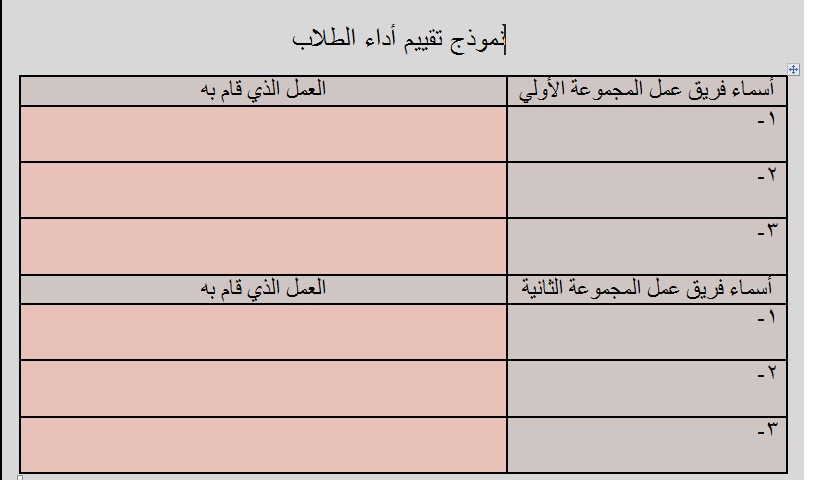 نموذج تقييم أداء الطلاب
أسماء فريق عمل المجموعة الأولي العمل الذي قام به
١-
٢-
٣-
أسماء فريق عمل المجموعة الثانية العمل الذي قام به
١-
٢-
٣-